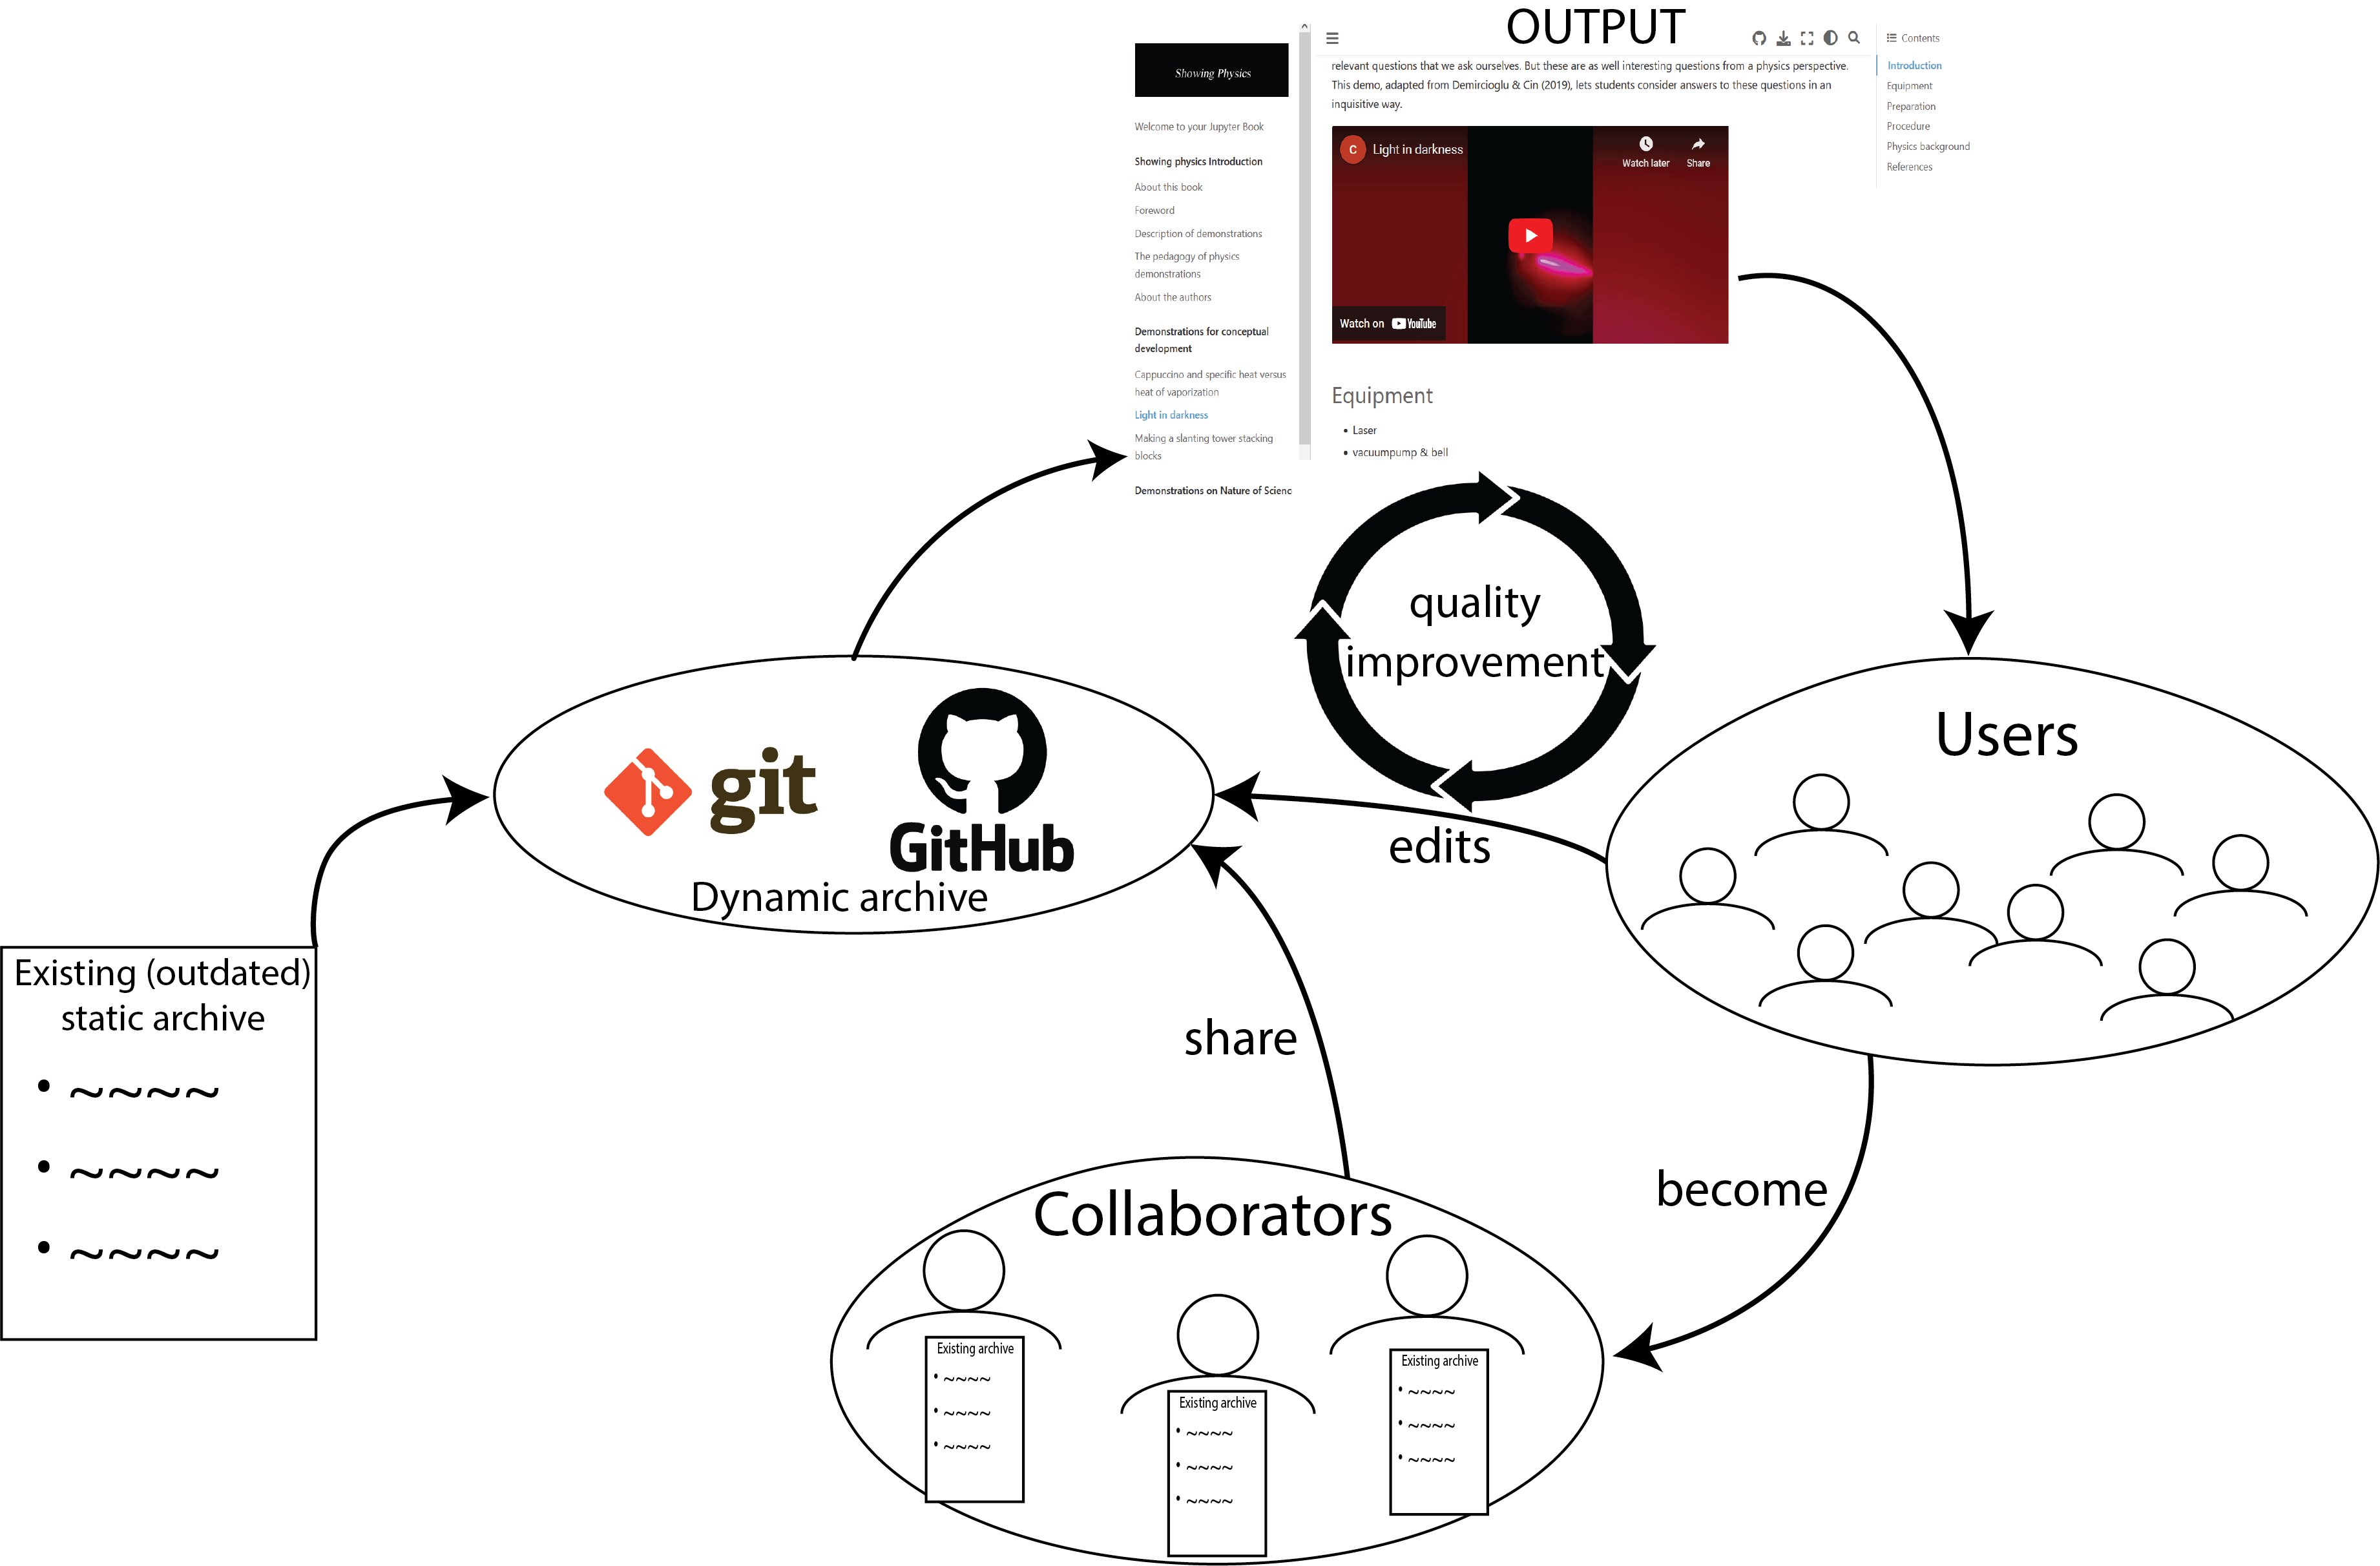 OUTPUT
Showing Physics
Welcome to your Jupyter Book
Showing physics Introduction
About this book
Foreword
Description of demonstrations
The pedagogy of physics
demonstrations
About the authors
Demonstrations for conceptual
development
Cappuccino and specific heat versus
heat of vaporization
Light in darkness
Making a slanting tower stacking
blocks
Demonstrations on Nature of Scienc
relevant questions that we ask ourselves. But these are as well interesting questions from a physics perspective.
This demo, adapted from Demircioglu & Cin (2019), lets students consider answers to these questions in an
inquisitive way.
C Light in darkness
Watch later Share
Watch on YouTube
Equipment
• Laser
• vacuumpump & bell
Contents
Introduction
Equipment
Preparation
Procedure
Physics background
References
quality
improvement
git
GitHub
Dynamic archive
edits
Users
Existing (outdated)
static archive
• ~~~~
• ~~~~
• ~~~~
share
become
Collaborators
Existing archive
• ~~~~
• ~~~~
• ~~~~
Existing archive
• ~~~~
• ~~~~
• ~~~~
Existing archive
• ~~~~
• ~~~~
• ~~~~